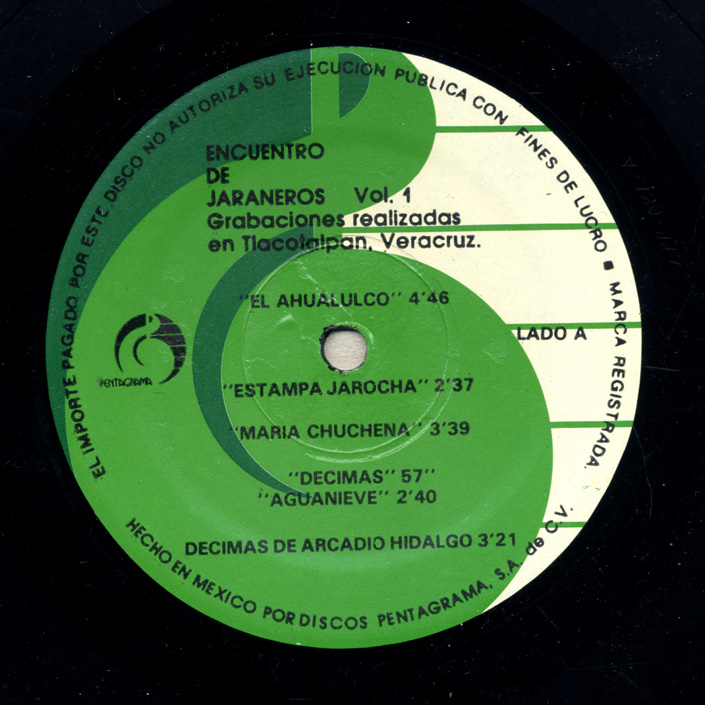 EL IMPORTE PAGADO POR ESTE DISCO NO AUTORIZA SU EJECUCION PUBLICA CON FINES DE LUCRO ■ MARCA REGISTRADA.
ENCUENTRO
DE
JARANEROS Vol. 1
Grabaciones realizadas
en Tlacotalpan, Veracruz.
"EL AHUALULCO" 4'46
LADO A
PENTAGRAMA
"ESTAMPA JAROCHA" 2'37
"MARIA CHUCHENA" 3'39
"DECIMAS" 57"
"AGUANIEVE" 2'40
DECIMAS DE ARCADIO HIDALGO 3'21
HECHO EN MEXICO POR DISCOS PENTAGRAMA, S.A. de C.V.